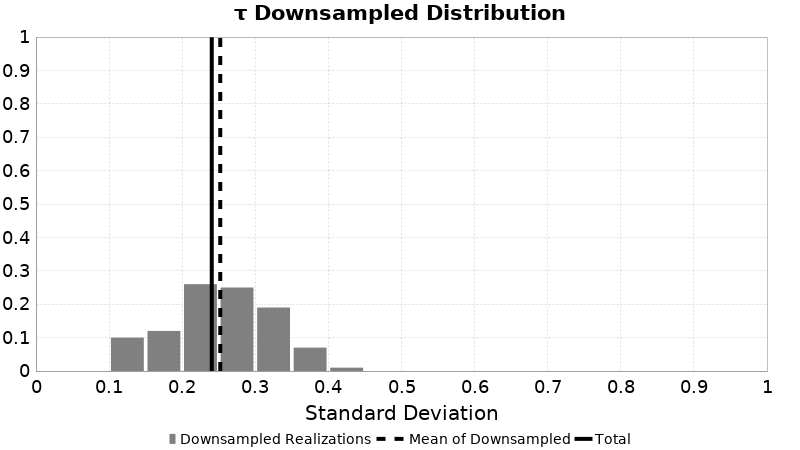 τ Downsampled Distribution
1
0.9
0.8
0.7
0.6
0.5
0.4
0.3
0.2
0.1
0
0 0.1 0.2 0.3 0.4 0.5 0.6 0.7 0.8 0.9 1
Standard Deviation
Downsampled Realizations Mean of Downsampled Total